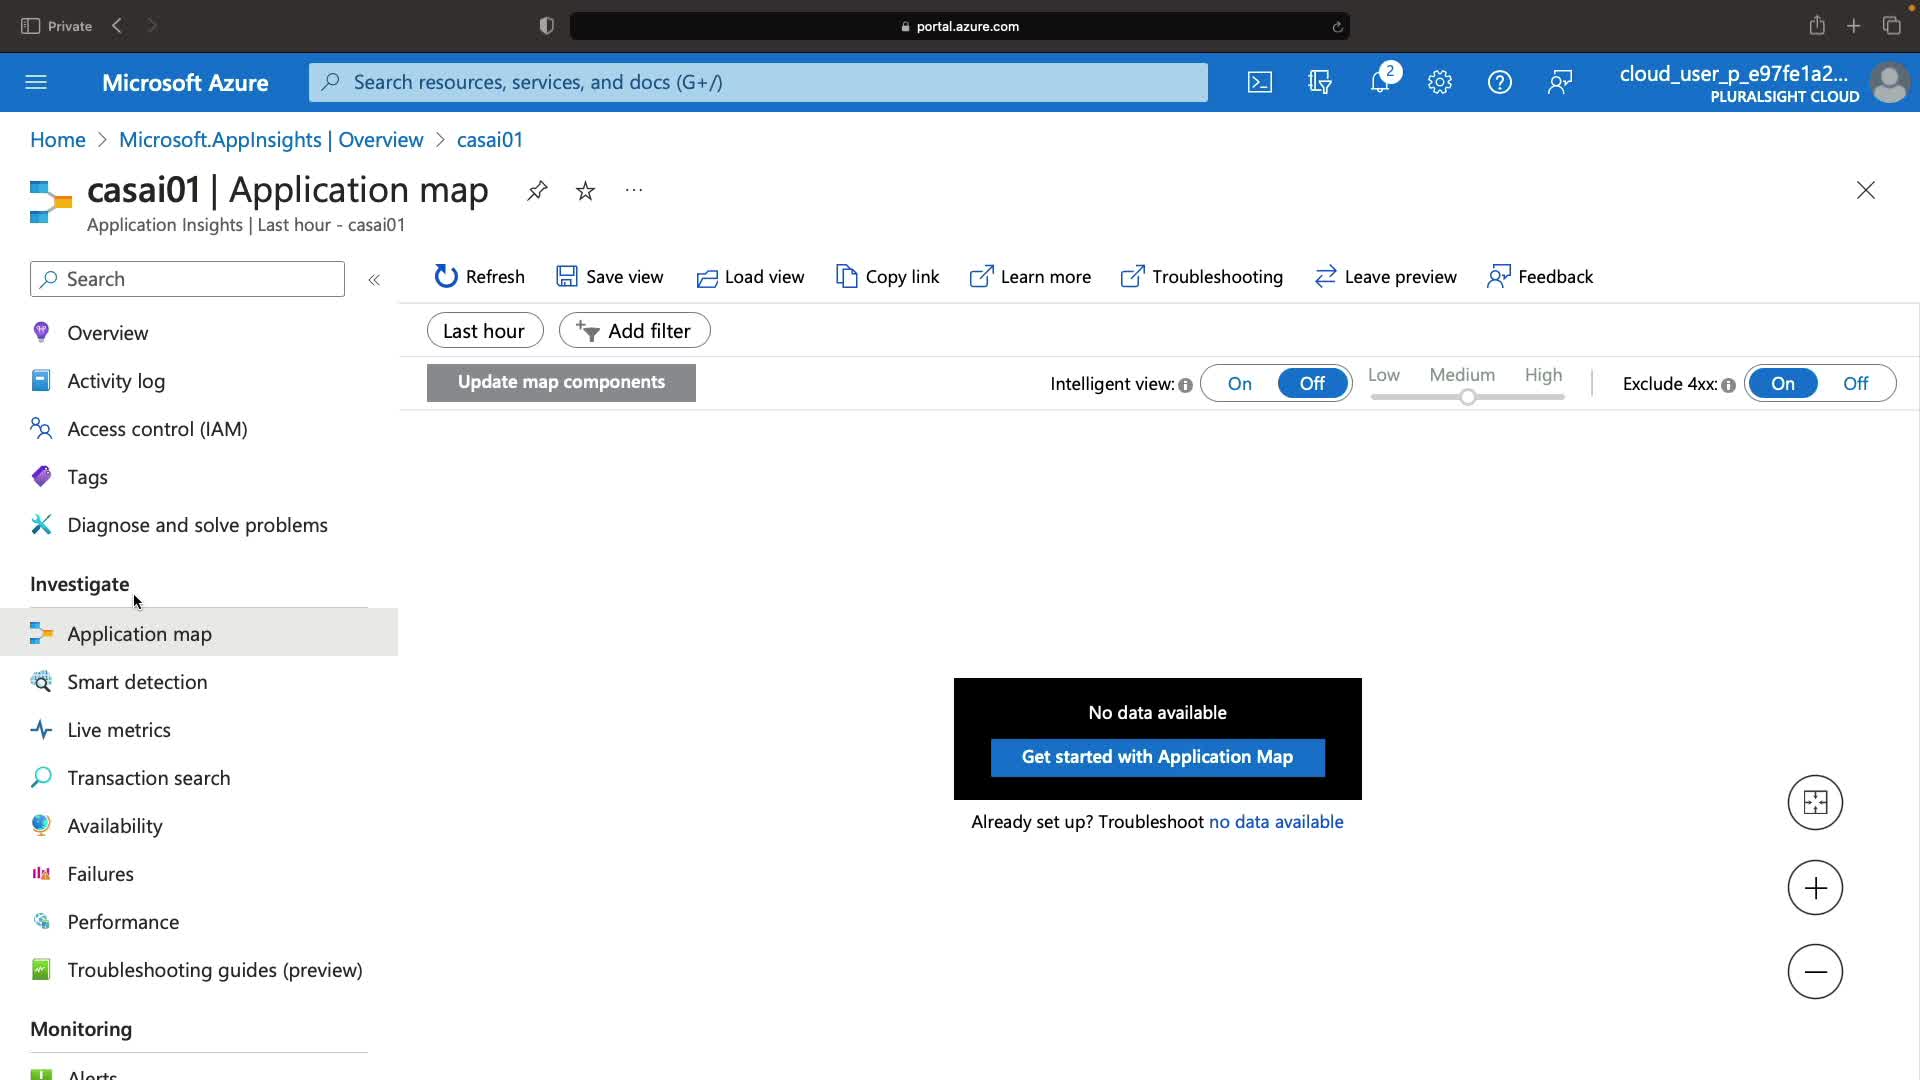 Private
portal.azure.com
Microsoft Azure
Search resources, services, and docs (G+/)
2
cloud_user_p_e97fe1a2...
PLURALSIGHT CLOUD
Home > Microsoft.AppInsights | Overview > casai01
casai01 | Application map
Application Insights | Last hour - casai01
Search
Refresh
Save view
Load view
Copy link
Learn more
Troubleshooting
Leave preview
Feedback
Last hour
Add filter
Update map components
Intelligent view:
On
Off
Low
Medium
High
Exclude 4xx:
On
Off
Overview
Activity log
Access control (IAM)
Tags
Diagnose and solve problems
Investigate
Application map
Smart detection
Live metrics
Transaction search
Availability
Failures
Performance
Troubleshooting guides (preview)
Monitoring
Alerts
No data available
Get started with Application Map
Already set up? Troubleshoot no data available